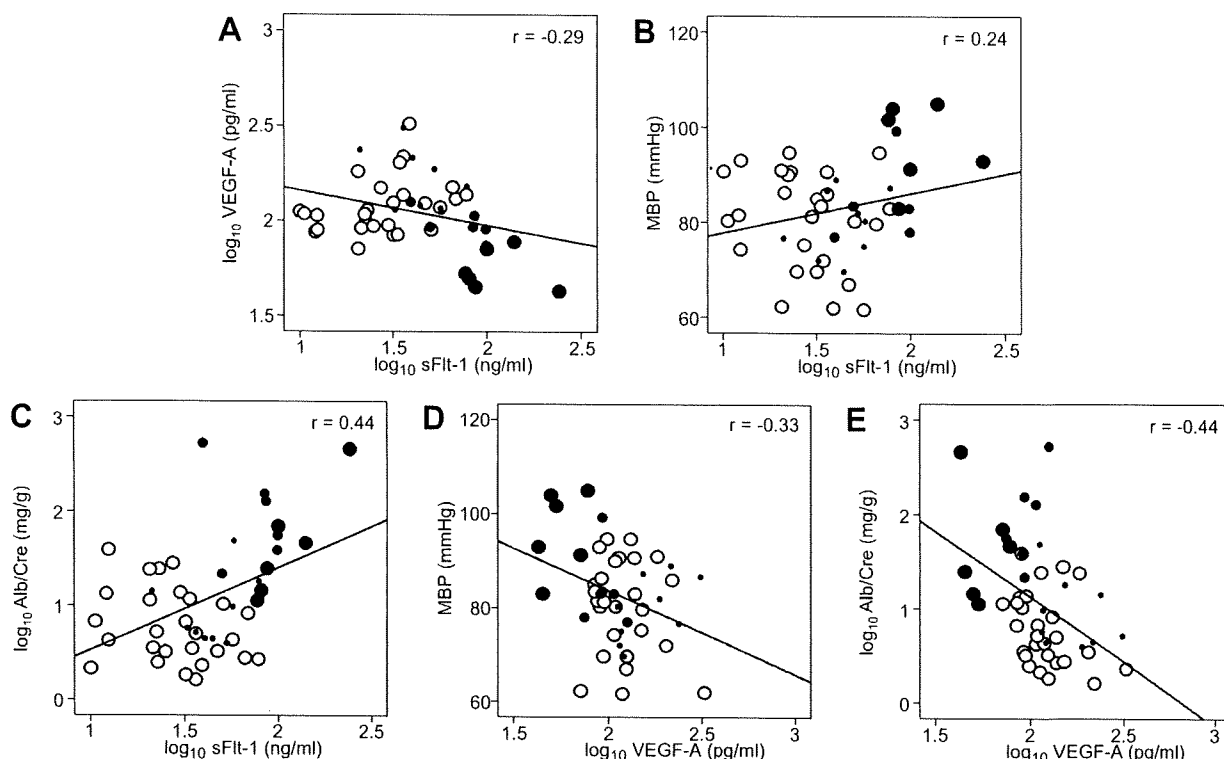 A
3
r = -0.29
2.5
2
1.5
log₁₀ VEGF-A (pg/ml)
1
1.5
2
2.5
log₁₀ sFlt-1 (ng/ml)
B
120
r = 0.24
100
80
60
MBP (mmHg)
1
1.5
2
2.5
log₁₀ sFlt-1 (ng/ml)
C
3
r = 0.44
2
1
0
log₁₀ Alb/Cre (mg/g)
1
1.5
2
2.5
log₁₀ sFlt-1 (ng/ml)
D
120
r = -0.33
100
80
60
MBP (mmHg)
1.5
2
2.5
3
log₁₀ VEGF-A (pg/ml)
E
3
r = -0.44
2
1
0
log₁₀ Alb/Cre (mg/g)
1.5
2
2.5
3
log₁₀ VEGF-A (pg/ml)